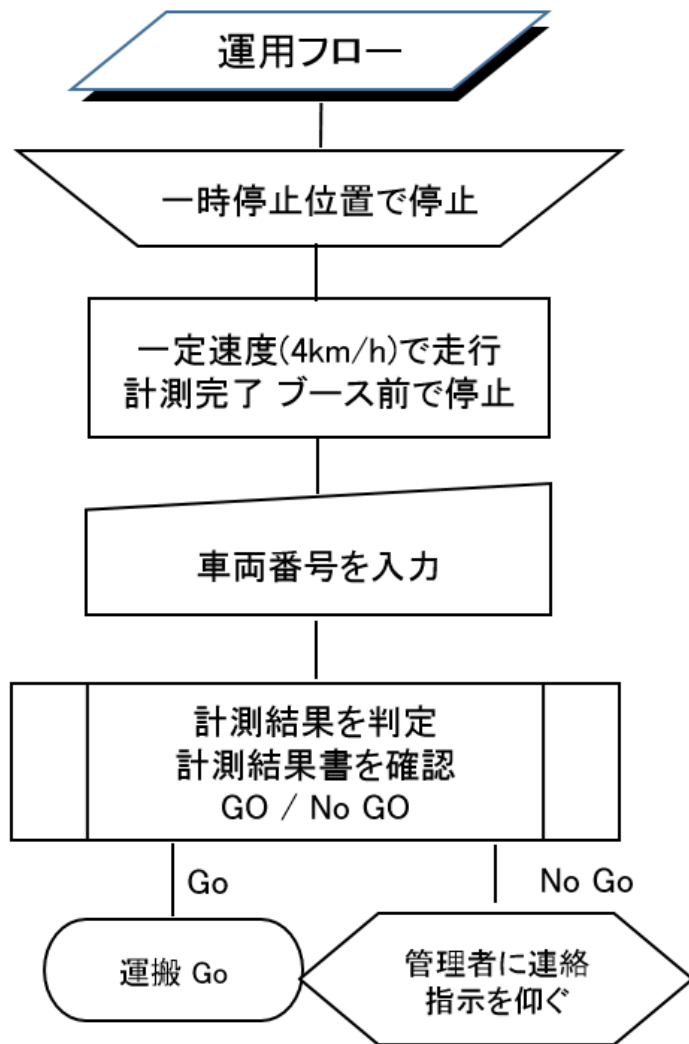 運用フロー
一時停止位置で停止
一定速度(4km/h)で走行
計測完了 ブース前で停止
車両番号を入力
計測結果を判定
計測結果書を確認
GO / No GO
Go
No Go
運搬 Go
管理者に連絡
指示を仰ぐ